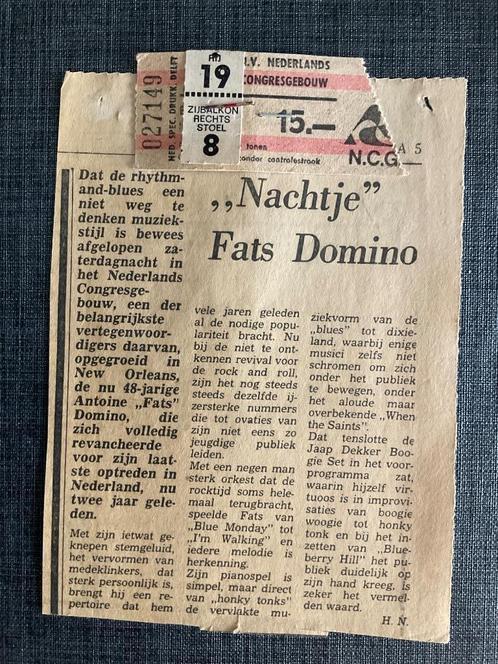 027149
NED. SPEC. DRUKK. DELFT
RIJ
19
ZIJBALKON
RECHTS
STOEL
8
N.V. NEDERLANDS
CONGRESGEBOUW
15.—
tonen
zonder controlestrook
N.C.G.
A 5
„Nachtje”
Fats Domino
Dat de rhythm-
and-blues een
niet weg te
denken muziek-
stijl is bewees
afgelopen za-
terdagnacht in
het Nederlands
Congresge-
bouw, een der
belangrijkste
vertegenwoor-
digers daarvan,
opgegroeid in
New Orleans,
de nu 48-jarige
Antoine „Fats”
Domino, die
zich volledig
revancheerde
voor zijn laat-
ste optreden in
Nederland, nu
twee jaar gele-
den.
Met zijn ietwat ge-
knepen stemgeluid,
het vervormen van
medeklinkers, dat
sterk persoonlijk is,
brengt hij een re-
pertoire dat hem
vele jaren geleden
al de nodige popu-
lariteit bracht. Nu
bij de niet te ont-
kennen revival voor
de rock and roll,
zijn het nog steeds
steeds dezelfde ij-
zersterke nummers
die tot ovaties van
zijn niet eens zo
jeugdige publiek
leiden.
Met een negen man
sterk orkest dat de
rocktijd soms hele-
maal terugbracht,
speelde Fats van
„Blue Monday” tot
„I'm Walking” en
iedere melodie is
herkenning.
Zijn pianospel is
simpel, maar direct
van „honky tonks”
de vervlakte mu-
ziekvorm van de
„blues” tot dixie-
land, waarbij enige
musici zelfs niet
schromen om zich
onder het publiek
te bewegen, onder
het aloude maar
overbekende „When
the Saints”.
Dat tenslotte de
Jaap Dekker Boo-
gie Set in het voor-
programma zat,
waarin hijzelf vir-
tuoos is in improvi-
saties van boogie
woogie tot honky
tonk en bij het in-
zetten van „Blue-
berry Hill” het pu-
bliek duidelijk op
zijn hand kreeg, is
zeker het vermel-
den waard.
H. N.